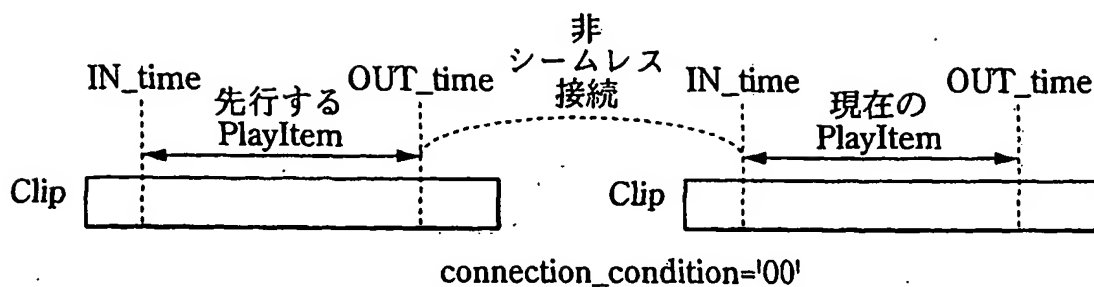 非
シームレス
接続
IN_time
OUT_time
先行する
PlayItem
IN_time
OUT_time
現在の
PlayItem
Clip
Clip
connection_condition='00'